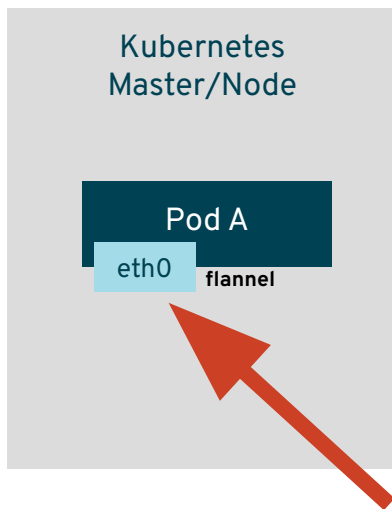 Kubernetes
Master/Node
Pod A
eth0
flannel